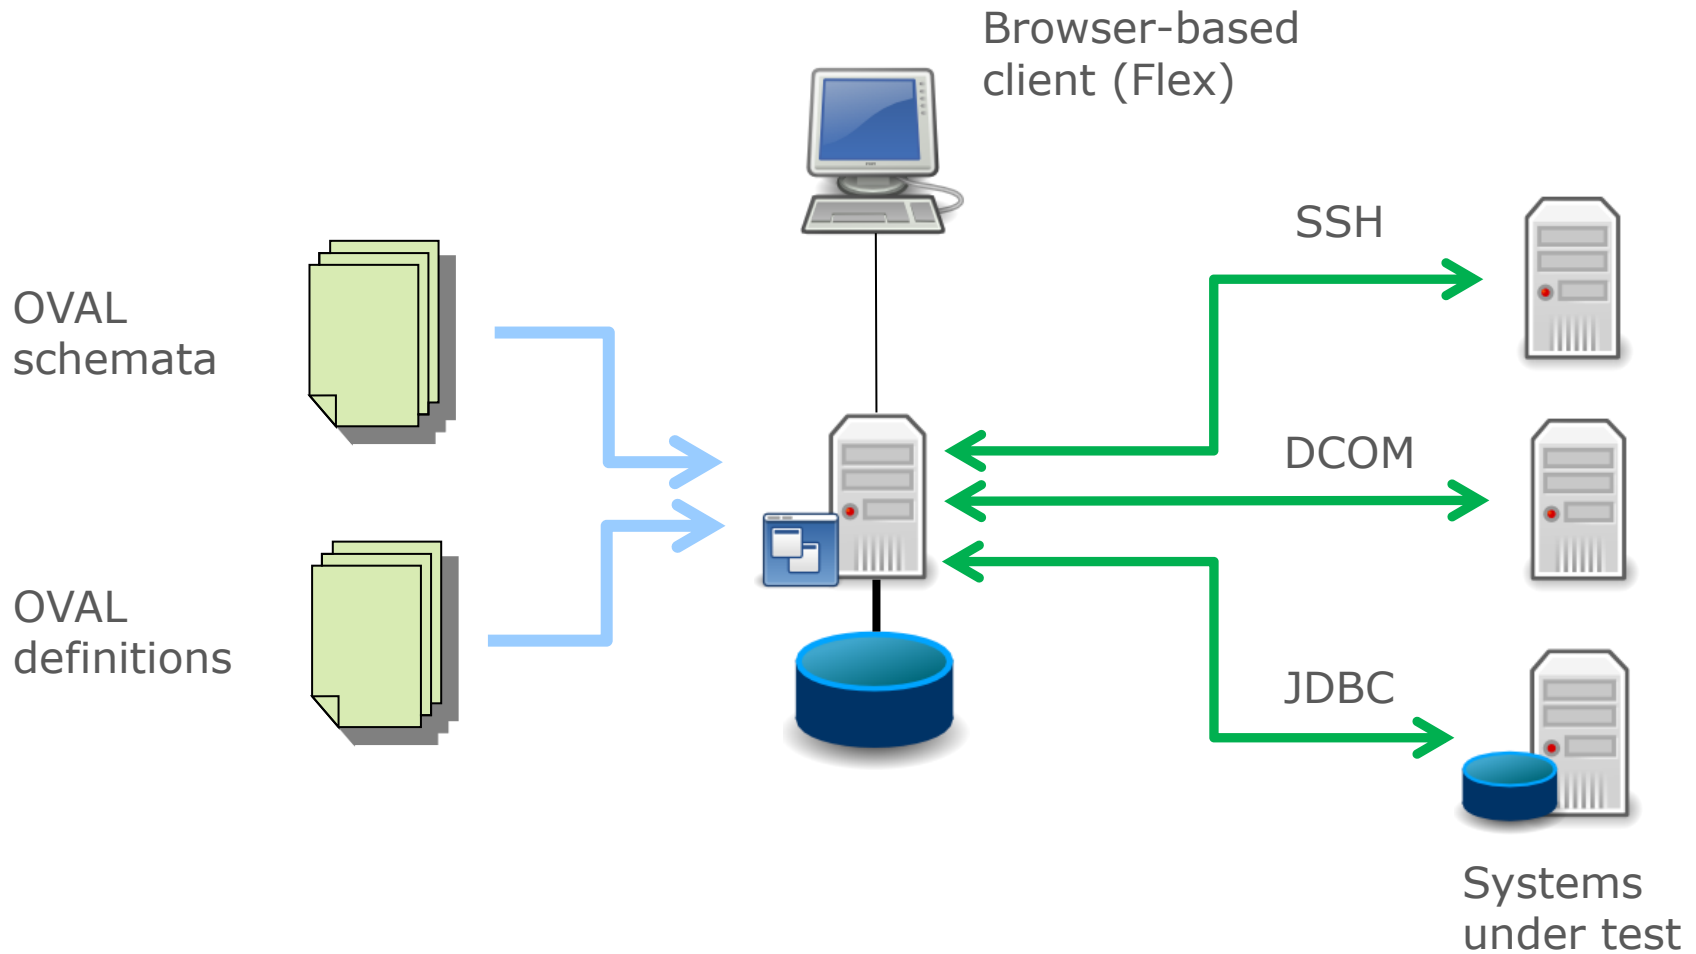 Browser-based
client (Flex)
SSH
OVAL
schemata
DCOM
OVAL
definitions
JDBC
Systems
under test